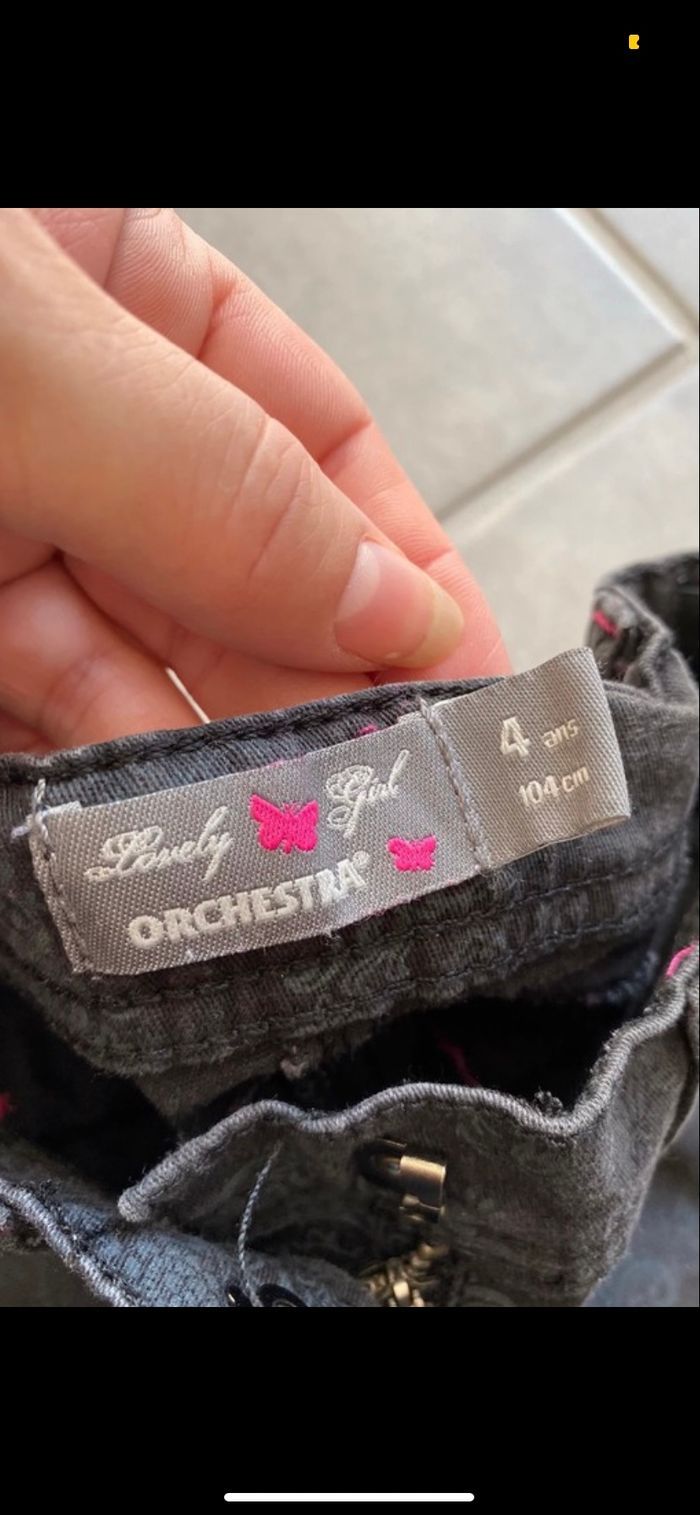 Lovely Girl
ORCHESTRA®
4 ans
104 cm